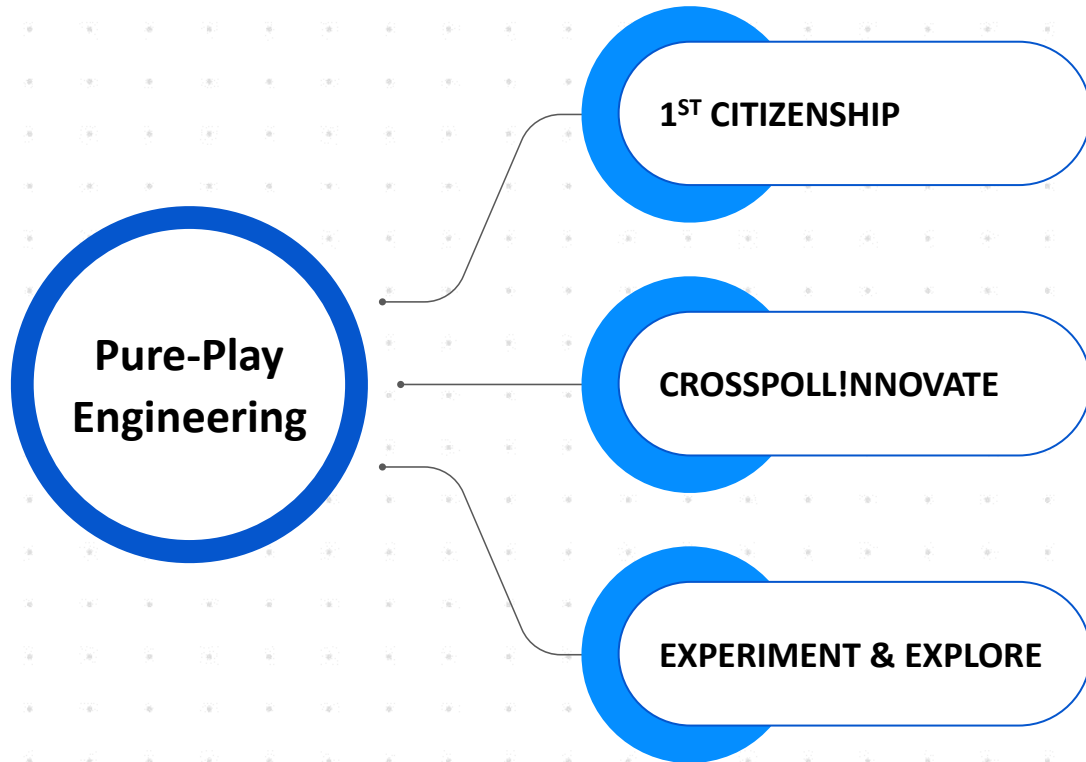 1ST CITIZENSHIP
Pure-Play
Engineering
CROSSPOLL!NNOVATE
EXPERIMENT & EXPLORE